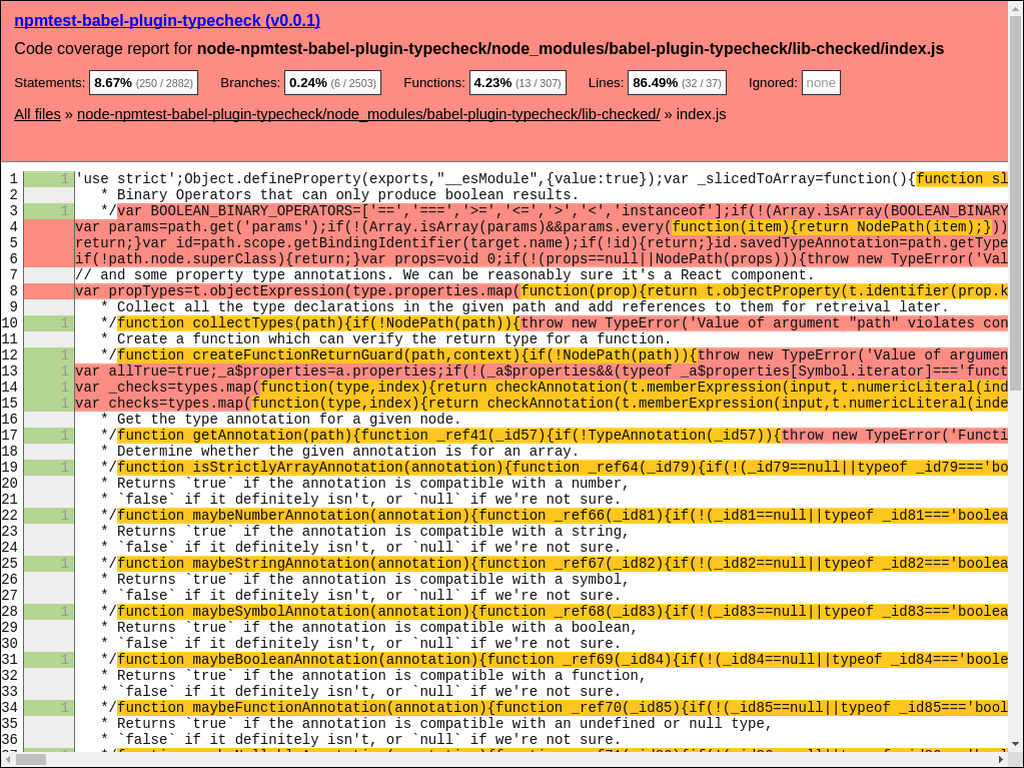 npmtest-babel-plugin-typecheck (v0.0.1)
Code coverage report for node-npmtest-babel-plugin-typecheck/node_modules/babel-plugin-typecheck/lib-checked/index.js
Statements: 8.67% (250 / 2882) Branches: 0.24% (6 / 2503) Functions: 4.23% (13 / 307) Lines: 86.49% (32 / 37) Ignored: none
All files » node-npmtest-babel-plugin-typecheck/node_modules/babel-plugin-typecheck/lib-checked/ » index.js
1 1 'use strict';Object.defineProperty(exports,"__esModule",{value:true});var _slicedToArray=function(){function sl
2 * Binary Operators that can only produce boolean results.
3 1 */var BOOLEAN_BINARY_OPERATORS=['==','===','>=','<=','>','<','instanceof'];if(!(Array.isArray(BOOLEAN_BINARY
4 var params=path.get('params');if(!(Array.isArray(params)&&params.every(function(item){return NodePath(item);}))
5 return;}var id=path.scope.getBindingIdentifier(target.name);if(!id){return;}id.savedTypeAnnotation=path.getType
6 if(!path.node.superClass){return;}var props=void 0;if(!(props==null||NodePath(props))){throw new TypeError('Val
7 // and some property type annotations. We can be reasonably sure it's a React component.
8 var propTypes=t.objectExpression(type.properties.map(function(prop){return t.objectProperty(t.identifier(prop.k
9 * Collect all the type declarations in the given path and add references to them for retreival later.
10 1 */function collectTypes(path){if(!NodePath(path)){throw new TypeError('Value of argument "path" violates con
11 * Create a function which can verify the return type for a function.
12 1 */function createFunctionReturnGuard(path,context){if(!NodePath(path)){throw new TypeError('Value of argumen
13 1 var allTrue=true;_a$properties=a.properties;if(!(_a$properties&&(typeof _a$properties[Symbol.iterator]==='funct
14 1 var _checks=types.map(function(type,index){return checkAnnotation(t.memberExpression(input,t.numericLiteral(ind
15 1 var checks=types.map(function(type,index){return checkAnnotation(t.memberExpression(input,t.numericLiteral(inde
16 * Get the type annotation for a given node.
17 1 */function getAnnotation(path){function _ref41(_id57){if(!TypeAnnotation(_id57)){throw new TypeError('Functi
18 * Determine whether the given annotation is for an array.
19 1 */function isStrictlyArrayAnnotation(annotation){function _ref64(_id79){if(!(_id79==null||typeof _id79==='bo
20 * Returns `true` if the annotation is compatible with a number,
21 * `false` if it definitely isn't, or `null` if we're not sure.
22 1 */function maybeNumberAnnotation(annotation){function _ref66(_id81){if(!(_id81==null||typeof _id81==='boolea
23 * Returns `true` if the annotation is compatible with a string,
24 * `false` if it definitely isn't, or `null` if we're not sure.
25 1 */function maybeStringAnnotation(annotation){function _ref67(_id82){if(!(_id82==null||typeof _id82==='boolea
26 * Returns `true` if the annotation is compatible with a symbol,
27 * `false` if it definitely isn't, or `null` if we're not sure.
28 1 */function maybeSymbolAnnotation(annotation){function _ref68(_id83){if(!(_id83==null||typeof _id83==='boolea
29 * Returns `true` if the annotation is compatible with a boolean,
30 * `false` if it definitely isn't, or `null` if we're not sure.
31 1 */function maybeBooleanAnnotation(annotation){function _ref69(_id84){if(!(_id84==null||typeof _id84==='boole
32 * Returns `true` if the annotation is compatible with a function,
33 * `false` if it definitely isn't, or `null` if we're not sure.
34 1 */function maybeFunctionAnnotation(annotation){function _ref70(_id85){if(!(_id85==null||typeof _id85==='bool
35 * Returns `true` if the annotation is compatible with an undefined or null type,
36 * `false` if it definitely isn't, or `null` if we're not sure.